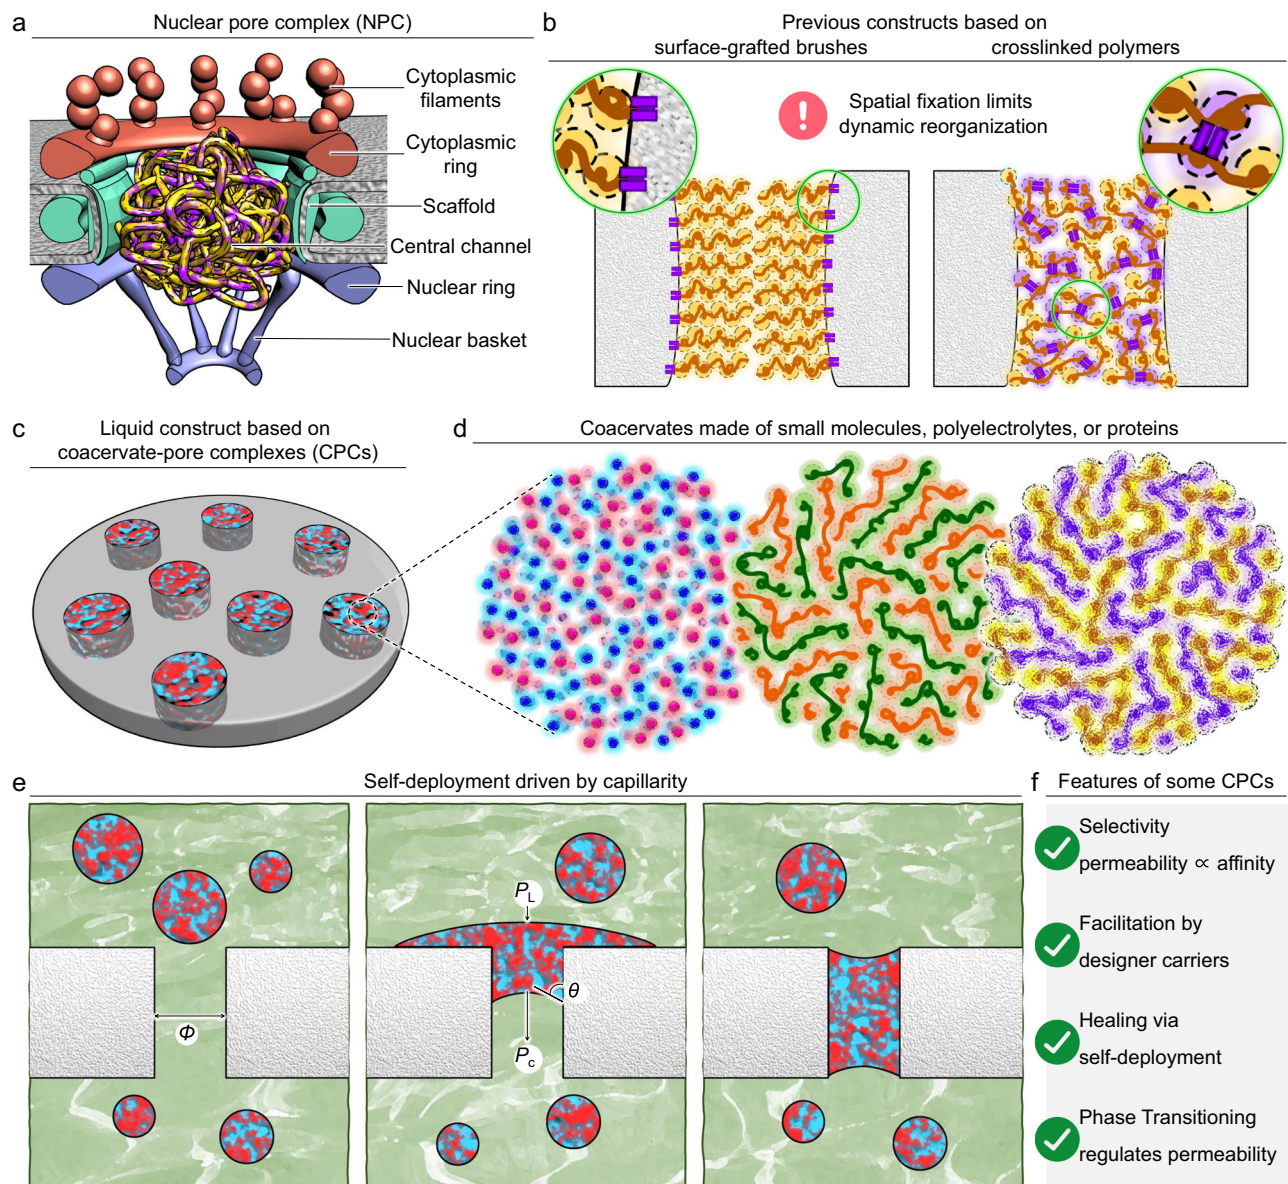 a
Nuclear pore complex (NPC)
Cytoplasmic
filaments
Cytoplasmic
ring
Scaffold
Central channel
Nuclear ring
Nuclear basket
b
Previous constructs based on
surface-grafted brushes
crosslinked polymers
!
Spatial fixation limits
dynamic reorganization
c
Liquid construct based on
coacervate-pore complexes (CPCs)
d
Coacervates made of small molecules, polyelectrolytes, or proteins
e
Self-deployment driven by capillarity
Φ
P_L
θ
P_c
f
Features of some CPCs
Selectivity
permeability ∝ affinity
Facilitation by
designer carriers
Healing via
self-deployment
Phase Transitioning
regulates permeability